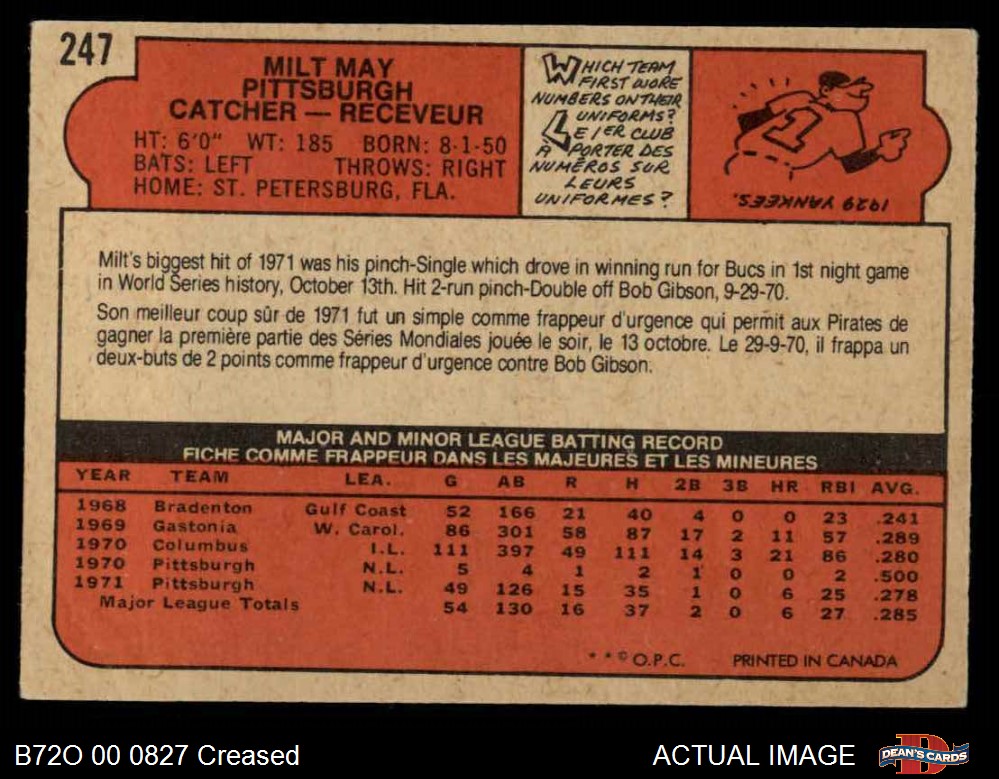 247
MILT MAY
PITTSBURGH
CATCHER — RECEVEUR
HT: 6'0" WT: 185 BORN: 8-1-50
BATS: LEFT THROWS: RIGHT
HOME: ST. PETERSBURG, FLA.
WHICH TEAM
FIRST WORE
NUMBERS ON THEIR
UNIFORMS?
LE 1ER CLUB
À PORTER DES
NUMÉROS SUR
LEURS
UNIFORMES?
1
1929 YANKEES.
Milt's biggest hit of 1971 was his pinch-Single which drove in winning run for Bucs in 1st night game
in World Series history, October 13th. Hit 2-run pinch-Double off Bob Gibson, 9-29-70.
Son meilleur coup sûr de 1971 fut un simple comme frappeur d'urgence qui permit aux Pirates de
gagner la première partie des Séries Mondiales jouée le soir, le 13 octobre. Le 29-9-70, il frappa un
deux-buts de 2 points comme frappeur d'urgence contre Bob Gibson.
MAJOR AND MINOR LEAGUE BATTING RECORD
FICHE COMME FRAPPEUR DANS LES MAJEURES ET LES MINEURES
YEAR TEAM LEA. G AB R H 2B 3B HR RBI AVG.
1968 Bradenton Gulf Coast 52 166 21 40 4 0 0 23 .241
1969 Gastonia W. Carol. 86 301 58 87 17 2 11 57 .289
1970 Columbus I.L. 111 397 49 111 14 3 21 86 .280
1970 Pittsburgh N.L. 5 4 1 2 1 0 0 2 .500
1971 Pittsburgh N.L. 49 126 15 35 1 0 6 25 .278
Major League Totals 54 130 16 37 2 0 6 27 .285
* * © O.P.C. PRINTED IN CANADA
B72O 00 0827 Creased
ACTUAL IMAGE
DEAN'S CARDS